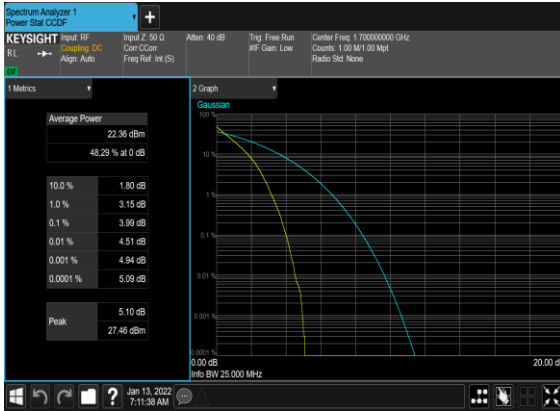 Spectrum Analyzer 1
Power Stat CCDF
KEYSIGHT
RL
LXI
Input: RF
Coupling: DC
Align: Auto
Input Z: 50 Ω
Corr CCorr
Freq Ref: Int (S)
Atten: 40 dB
Trig: Free Run
#IF Gain: Low
Center Freq: 1.700000000 GHz
Counts: 1.00 M/1.00 Mpt
Radio Std: None
1 Metrics
Average Power
22.36 dBm
48.29 % at 0 dB
10.0 % 1.80 dB
1.0 % 3.15 dB
0.1 % 3.99 dB
0.01 % 4.51 dB
0.001 % 4.94 dB
0.0001 % 5.09 dB
Peak
5.10 dB
27.46 dBm
2 Graph
Gaussian
100 %
10 %
1 %
0.1 %
0.01 %
0.001 %
0.0001 %
0.00 dB
20.00 d
Info BW 25.000 MHz
Jan 13, 2022
7:11:38 AM